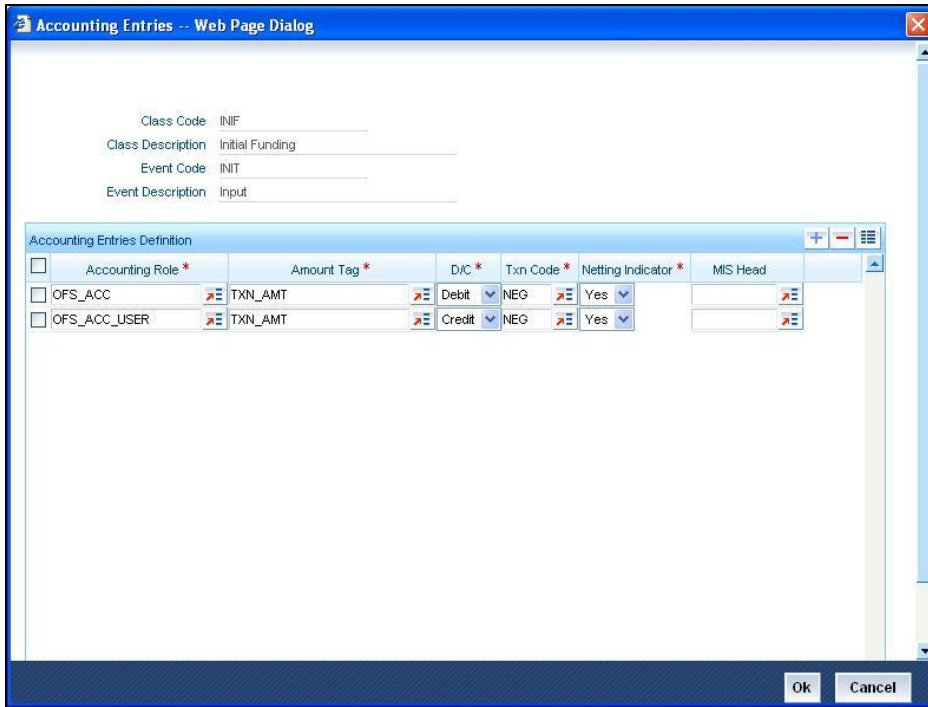 Accounting Entries -- Web Page Dialog
Class Code INIF
Class Description Initial Funding
Event Code INIT
Event Description Input
Accounting Entries Definition
Accounting Role * Amount Tag * D/C * Txn Code * Netting Indicator * MIS Head
OFS_ACC TXN_AMT Debit NEG Yes
OFS_ACC_USER TXN_AMT Credit NEG Yes
Ok Cancel